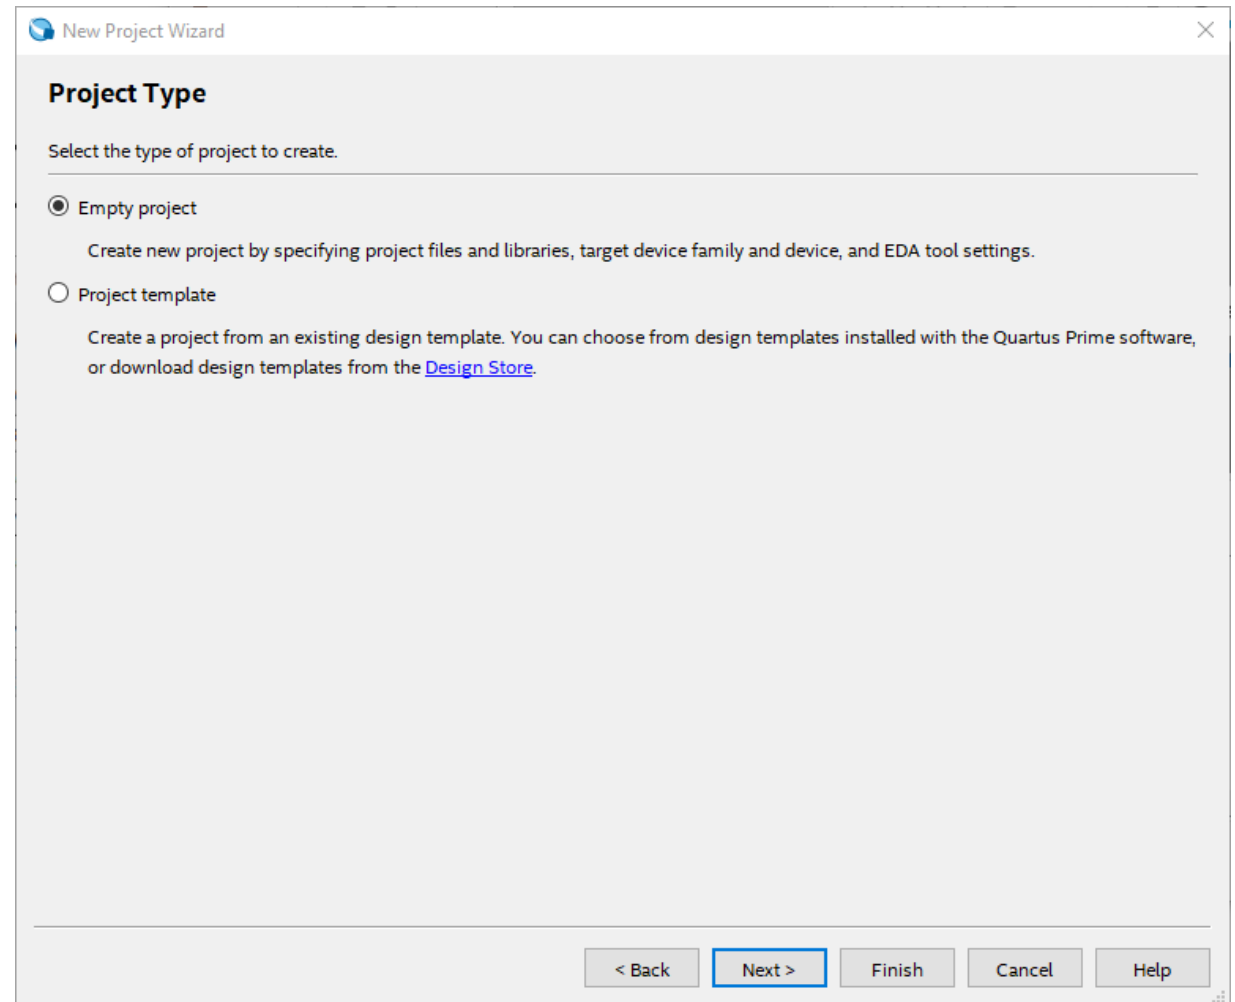 New Project Wizard
Project Type
Select the type of project to create.
Empty project
Create new project by specifying project files and libraries, target device family and device, and EDA tool settings.
Project template
Create a project from an existing design template. You can choose from design templates installed with the Quartus Prime software,
or download design templates from the Design Store.
< Back Next > Finish Cancel Help